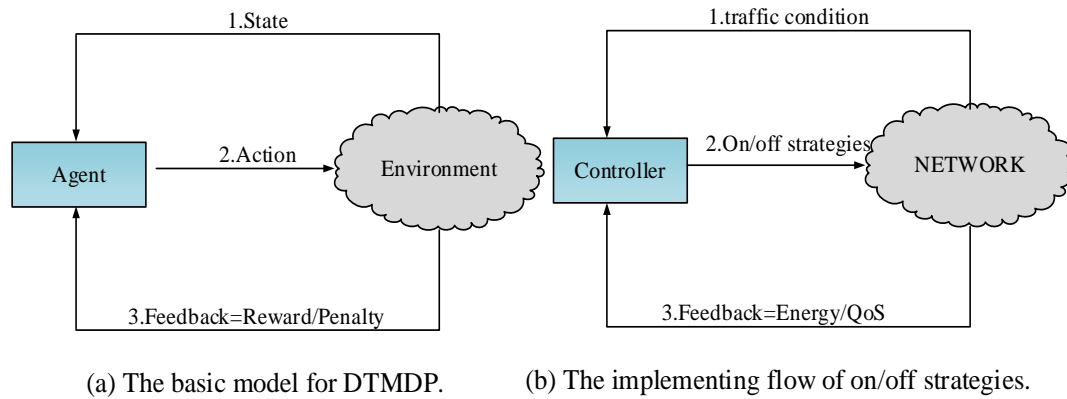 1.State
Agent
2.Action
Environment
3.Feedback=Reward/Penalty
(a) The basic model for DTMDP.
1.traffic condition
Controller
2.On/off strategies
NETWORK
3.Feedback=Energy/QoS
(b) The implementing flow of on/off strategies.